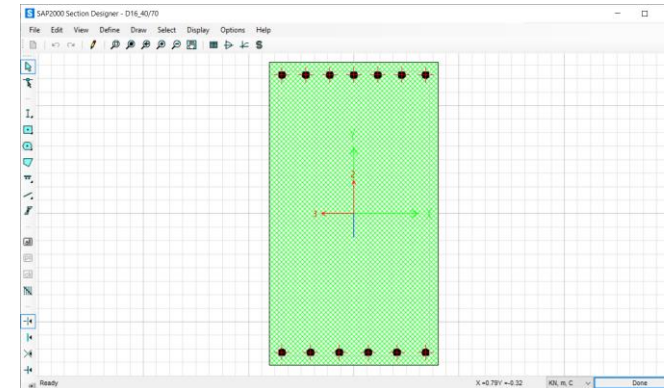 SAP2000 Section Designer - D16_40/70
File Edit View Define Draw Select Display Options Help
Y
2
3 X
Ready X =0.79Y =-0.32 KN, m, C Done